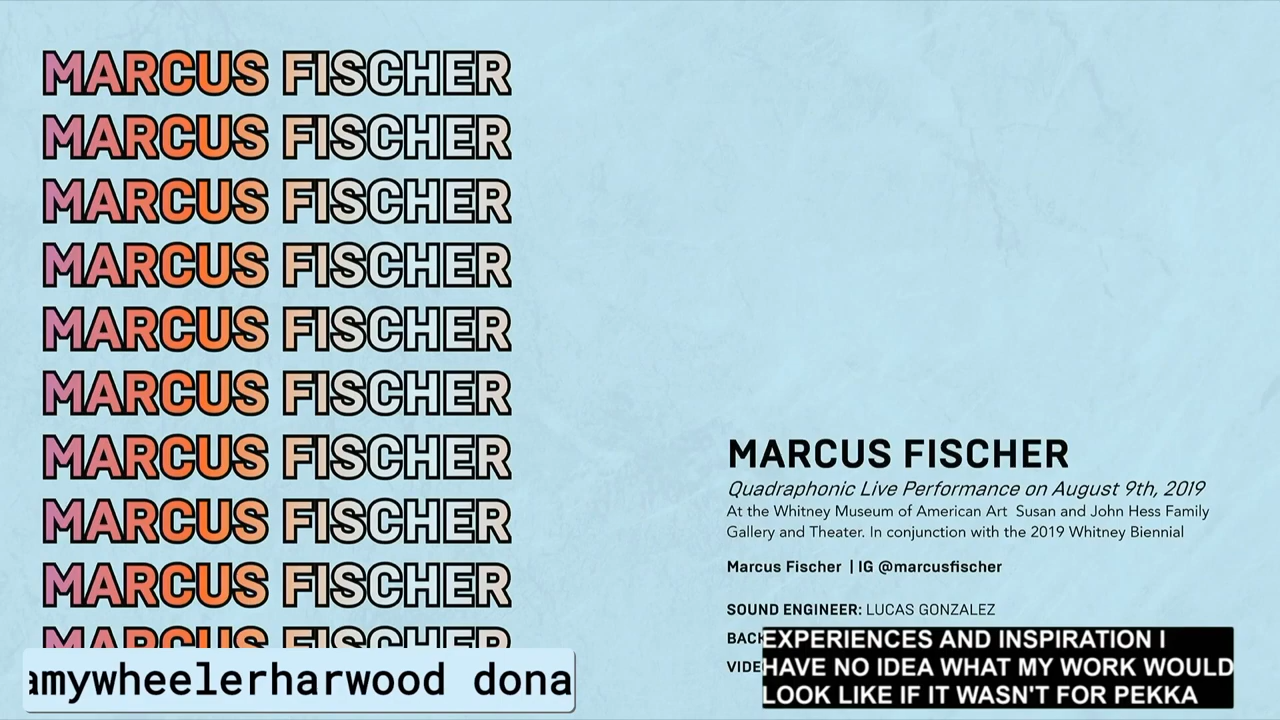 MARCUS FISCHER
MARCUS FISCHER
MARCUS FISCHER
MARCUS FISCHER
MARCUS FISCHER
MARCUS FISCHER
MARCUS FISCHER
MARCUS FISCHER
MARCUS FISCHER
MARCUS FISCHER
amywheelerharwood dona
MARCUS FISCHER
Quadraphonic Live Performance on August 9th, 2019
At the Whitney Museum of American Art Susan and John Hess Family
Gallery and Theater. In conjunction with the 2019 Whitney Biennial
Marcus Fischer | IG @marcusfischer
SOUND ENGINEER: LUCAS GONZALEZ
EXPERIENCES AND INSPIRATION I
HAVE NO IDEA WHAT MY WORK WOULD
LOOK LIKE IF IT WASN'T FOR PEKKA